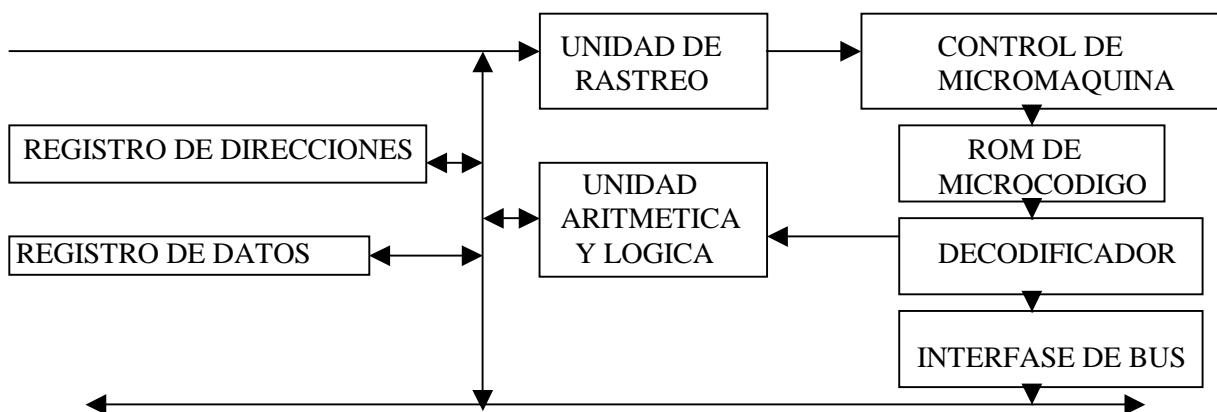 UNIDAD DE
RASTREO
CONTROL DE
MICROMAQUINA
REGISTRO DE DIRECCIONES
ROM DE
MICROCODIGO
UNIDAD
ARITMETICA
Y LOGICA
REGISTRO DE DATOS
DECODIFICADOR
INTERFASE DE BUS